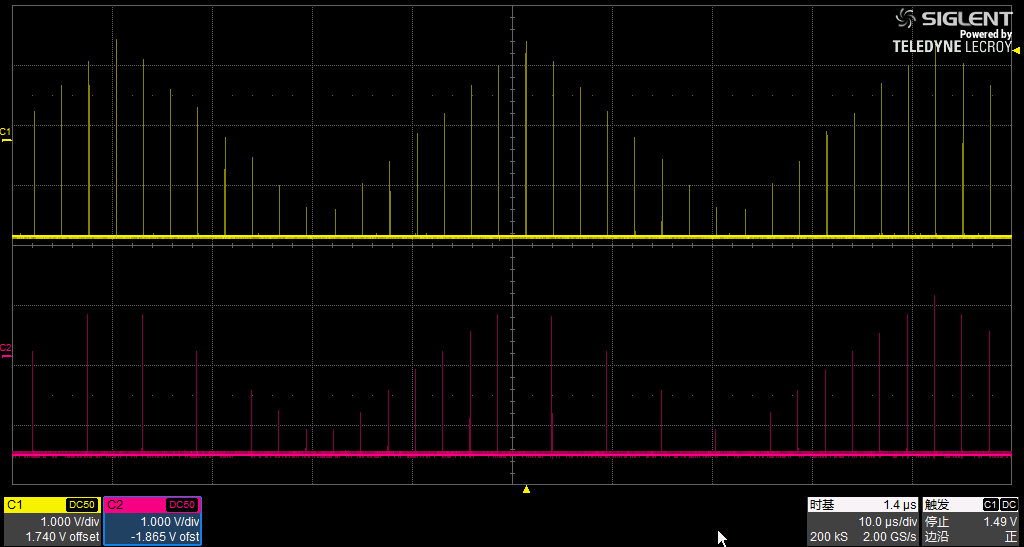 SIGLENT
Powered by
TELEDYNE LECROY
C1
C2
C1 DC50
1.000 V/div
1.740 V offset
C2 DC50
1.000 V/div
-1.865 V ofst
时基 1.4 µs
10.0 µs/div
200 kS 2.00 GS/s
触发 C1 DC
停止 1.49 V
边沿 正